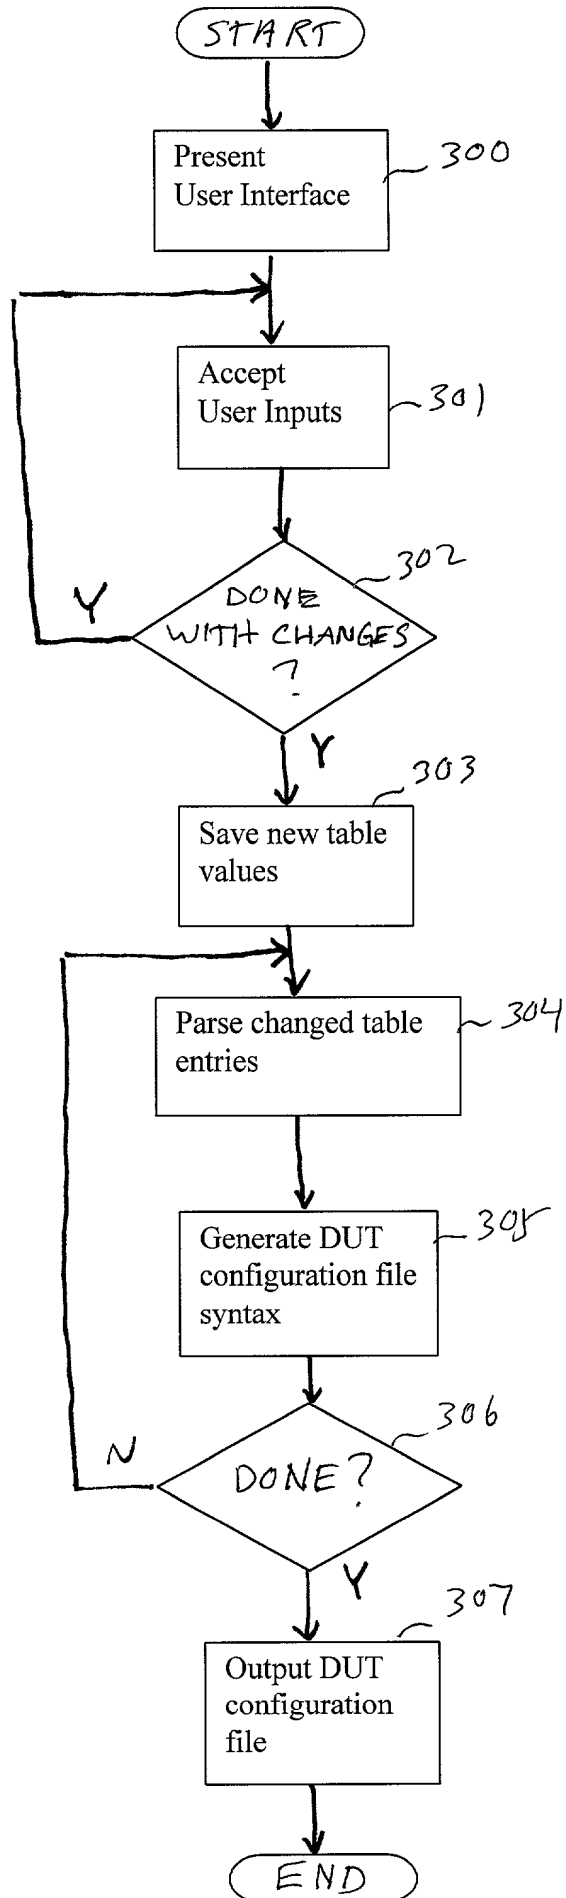 START
300
Present
User Interface
Accept
User Inputs
301
302
DONE
WITH CHANGES
?
Y
Y
303
Save new table
values
Parse changed table
entries
304
Generate DUT
configuration file
syntax
305
306
DONE?
N
Y
307
Output DUT
configuration
file
END